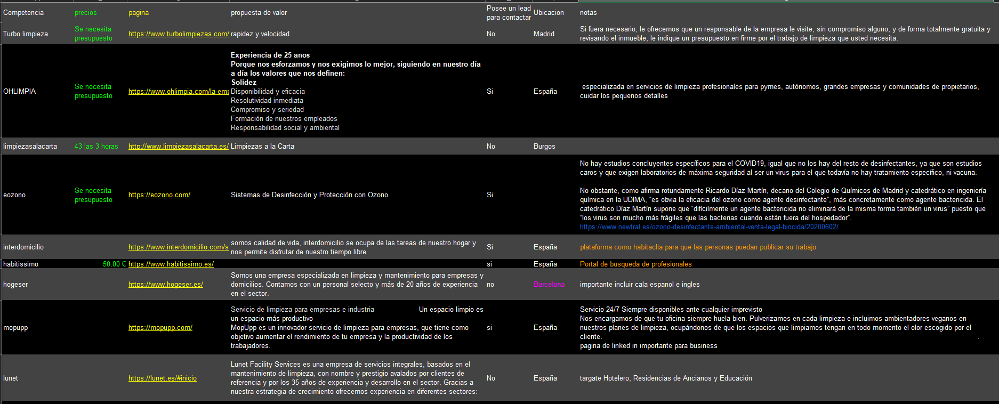 Competencia precios pagina propuesta de valor Posee un lead para contactar Ubicacion notas
Turbo limpieza
Se necesita
presupuesto
https://www.turbolimpiezas.com/
rapidez y velocidad
No
Madrid
Si fuera necesario, le ofrecemos que un responsable de la empresa le visite, sin compromiso alguno, y de forma totalmente gratuita y
revisando el inmueble, le indique un presupuesto en firme por el trabajo de limpieza que usted necesita.
OHLIMPIA
Se necesita
presupuesto
https://www.ohlimpia.com/la-emp
Experiencia de 25 anos
Porque nos esforzamos y nos exigimos lo mejor, siguiendo en nuestro día
a día los valores que nos definen:
Solidez
Disponibilidad y eficacia
Resolutividad inmediata
Compromiso y seriedad
Formación de nuestros empleados
Responsabilidad social y ambiental
Si
España
especializada en servicios de limpieza profesionales para pymes, autónomos, grandes empresas y comunidades de propietarios,
cuidar los pequenos detalles
limpiezasalacarta
43 las 3 horas
http://www.limpiezasalacarta.es/
Limpiezas a la Carta
No
Burgos
eozono
Se necesita
presupuesto
https://eozono.com/
Sistemas de Desinfección y Protección con Ozono
Si
No hay estudios concluyentes específicos para el COVID19, igual que no los hay del resto de desinfectantes, ya que son estudios
caros y que exigen laboratorios de máxima seguridad al ser un virus para el que todavía no hay tratamiento específico, ni vacuna.
No obstante, como afirma rotundamente Ricardo Díaz Martín, decano del Colegio de Químicos de Madrid y catedrático en ingeniería
química en la UDIMA, “es obvia la eficacia del ozono como agente desinfectante”, más concretamente como agente bactericida. El
catedrático Díaz Martín supone que “difícilmente un agente bactericida no eliminará de la misma forma también un virus” puesto que
“los virus son mucho más frágiles que las bacterias cuando están fuera del hospedador”.
https://www.newtral.es/ozono-desinfectante-ambiental-venta-legal-biocida/20200602/
interdomicilio
https://www.interdomicilio.com/s
somos calidad de vida, interdomicilio se ocupa de las tareas de nuestro hogar y
nos permite disfrutar de nuestro tiempo libre
Si
España
plataforma como habitaclia para que las personas puedan publicar su trabajo
habitissimo
50.00 €
https://www.habitissimo.es/
si
España
Portal de busqueda de profesionales
hogeser
https://www.hogeser.es/
Somos una empresa especializada en limpieza y mantenimiento para empresas y
domicilios. Contamos con un personal selecto y más de 20 años de experiencia
en el sector.
no
Barcelona
importante incluir cala espanol e ingles
mopupp
https://mopupp.com/
Servicio de limpieza para empresas e industria Un espacio limpio es
un espacio más productivo
MopUpp es un innovador servicio de limpieza para empresas, que tiene como
objetivo aumentar el rendimiento de tu empresa y la productividad de los
trabajadores.
si
España
Servicio 24/7 Siempre disponibles ante cualquier imprevisto
Nos encargamos de que tu oficina siempre huela bien. Pulverizamos en cada limpieza e incluimos ambientadores veganos en
nuestros planes de limpieza, ocupándonos de que los espacios que limpiamos tengan en todo momento el olor escogido por el
cliente. .
pagina de linked in importante para business
lunet
https://lunet.es/#inicio
Lunet Facility Services es una empresa de servicios integrales, basados en el
mantenimiento de limpieza, con nombre y prestigio avalados por clientes de
referencia y por los 35 años de experiencia y desarrollo en el sector. Gracias a
nuestra estrategia de crecimiento ofrecemos experiencia en diferentes sectores:
No
España
targate Hotelero, Residencias de Ancianos y Educación